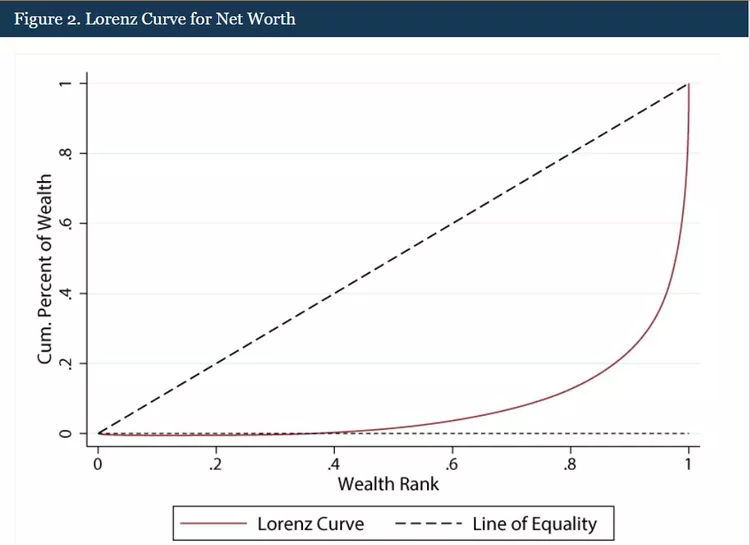 Figure 2. Lorenz Curve for Net Worth
Cum. Percent of Wealth
1
.8
.6
.4
.2
0
0 .2 .4 .6 .8 1
Wealth Rank
Lorenz Curve Line of Equality